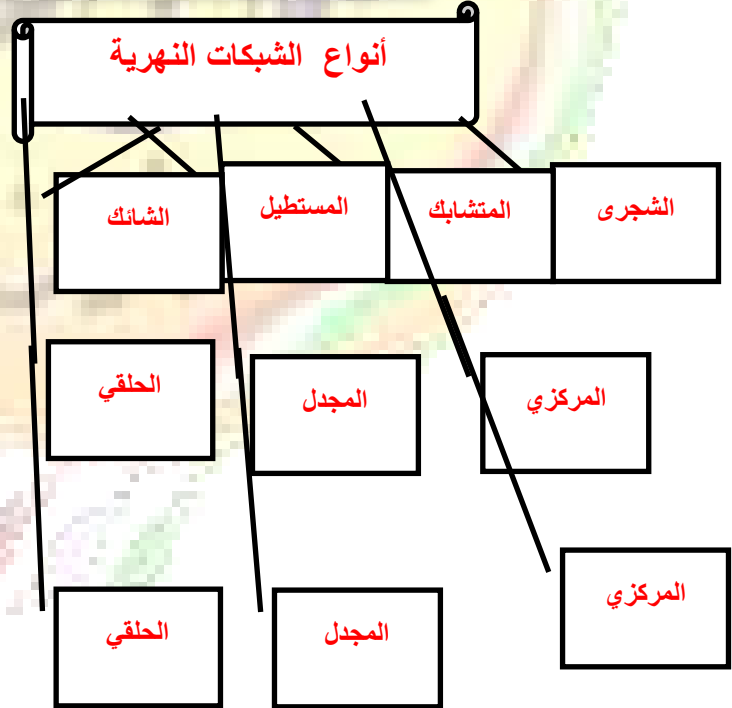 أنواع الشبكات النهرية
الشجرى
المتشابك
المستطيل
الشائك
المركزي
المجدل
الحلقي
المركزي
المجدل
الحلقي